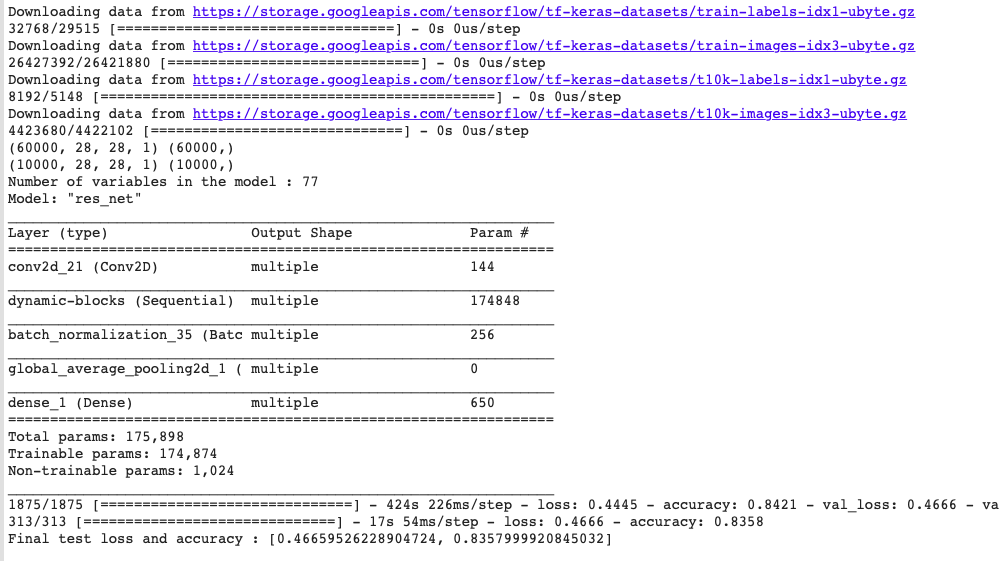 Downloading data from https://storage.googleapis.com/tensorflow/tf-keras-datasets/train-labels-idx1-ubyte.gz
32768/29515 [==============================] - 0s 0us/step
Downloading data from https://storage.googleapis.com/tensorflow/tf-keras-datasets/train-images-idx3-ubyte.gz
26427392/26421880 [==============================] - 0s 0us/step
Downloading data from https://storage.googleapis.com/tensorflow/tf-keras-datasets/t10k-labels-idx1-ubyte.gz
8192/5148 [===============================================] - 0s 0us/step
Downloading data from https://storage.googleapis.com/tensorflow/tf-keras-datasets/t10k-images-idx3-ubyte.gz
4423680/4422102 [==============================] - 0s 0us/step
(60000, 28, 28, 1) (60000,)
(10000, 28, 28, 1) (10000,)
Number of variables in the model : 77
Model: "res_net"
_________________________________________________________________
Layer (type)                 Output Shape              Param #
=================================================================
conv2d_21 (Conv2D)           multiple                  144
_________________________________________________________________
dynamic-blocks (Sequential)  multiple                  174848
_________________________________________________________________
batch_normalization_35 (Batc multiple                  256
_________________________________________________________________
global_average_pooling2d_1 ( multiple                  0
_________________________________________________________________
dense_1 (Dense)              multiple                  650
=================================================================
Total params: 175,898
Trainable params: 174,874
Non-trainable params: 1,024
_________________________________________________________________
1875/1875 [==============================] - 424s 226ms/step - loss: 0.4445 - accuracy: 0.8421 - val_loss: 0.4666 - va
313/313 [==============================] - 17s 54ms/step - loss: 0.4666 - accuracy: 0.8358
Final test loss and accuracy : [0.46659526228904724, 0.8357999920845032]